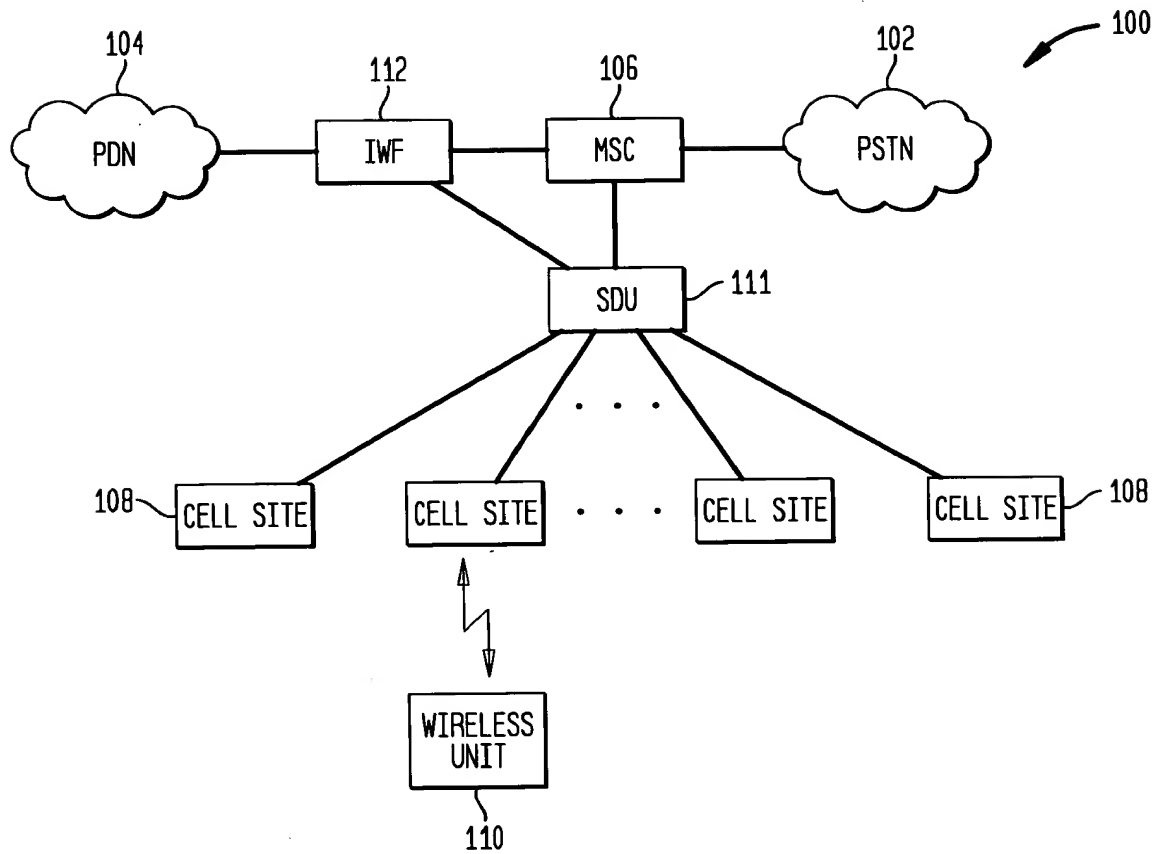 100
104
112
106
102
PDN
IWF
MSC
PSTN
SDU
111
. . .
108
CELL SITE
CELL SITE
. . .
CELL SITE
CELL SITE
108
WIRELESS
UNIT
110